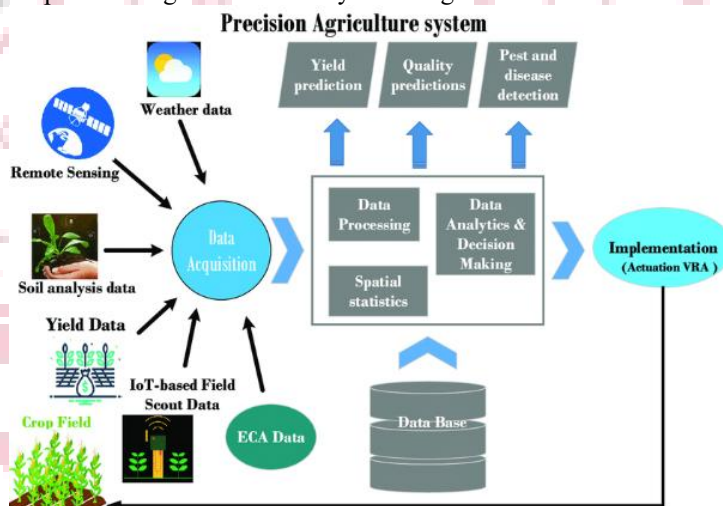 Precision Agriculture system
Weather data
Remote Sensing
Soil analysis data
Yield Data
IoT-based Field
Scout Data
ECA Data
Crop Field
Data
Acquisition
Yield
prediction
Quality
predictions
Pest and
disease
detection
Data
Processing
Data
Analytics &
Decision
Making
Spatial
statistics
Data Base
Implementation
(Actuation VRA )